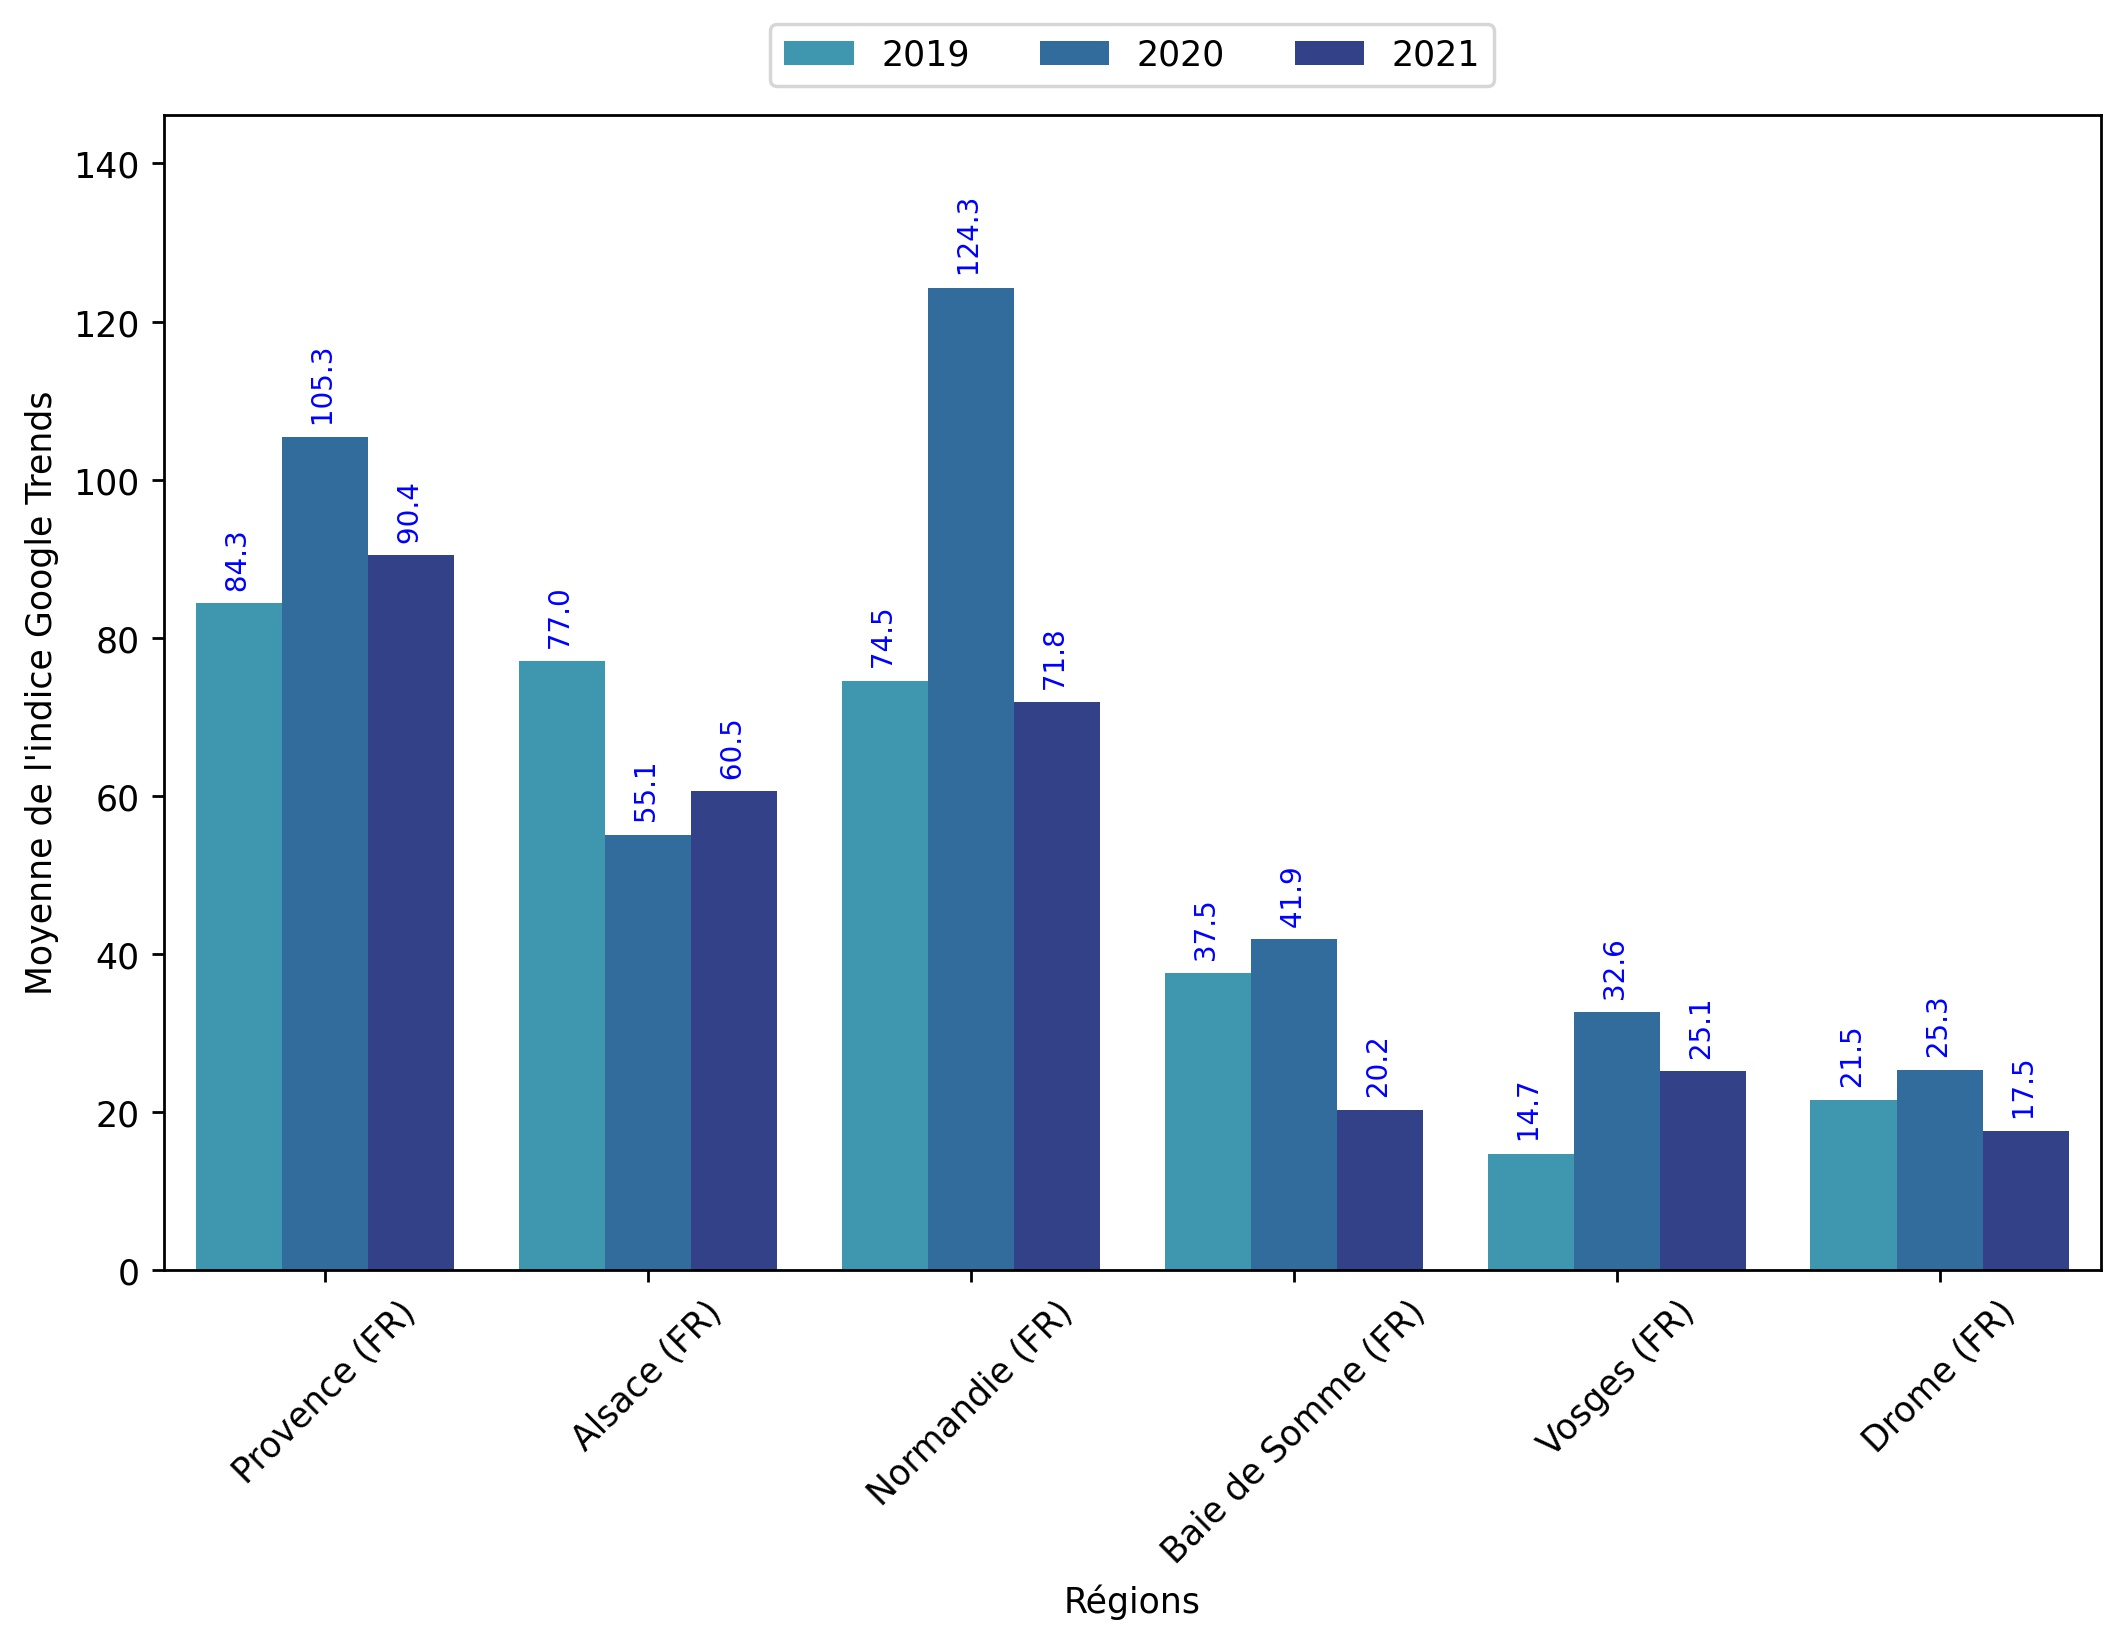 2019 2020 2021
Moyenne de l'indice Google Trends
140
120
100
80
60
40
20
0
84.3 105.3 90.4
77.0 55.1 60.5
74.5 124.3 71.8
37.5 41.9 20.2
14.7 32.6 25.1
21.5 25.3 17.5
Provence (FR)
Alsace (FR)
Normandie (FR)
Baie de Somme (FR)
Vosges (FR)
Drome (FR)
Régions